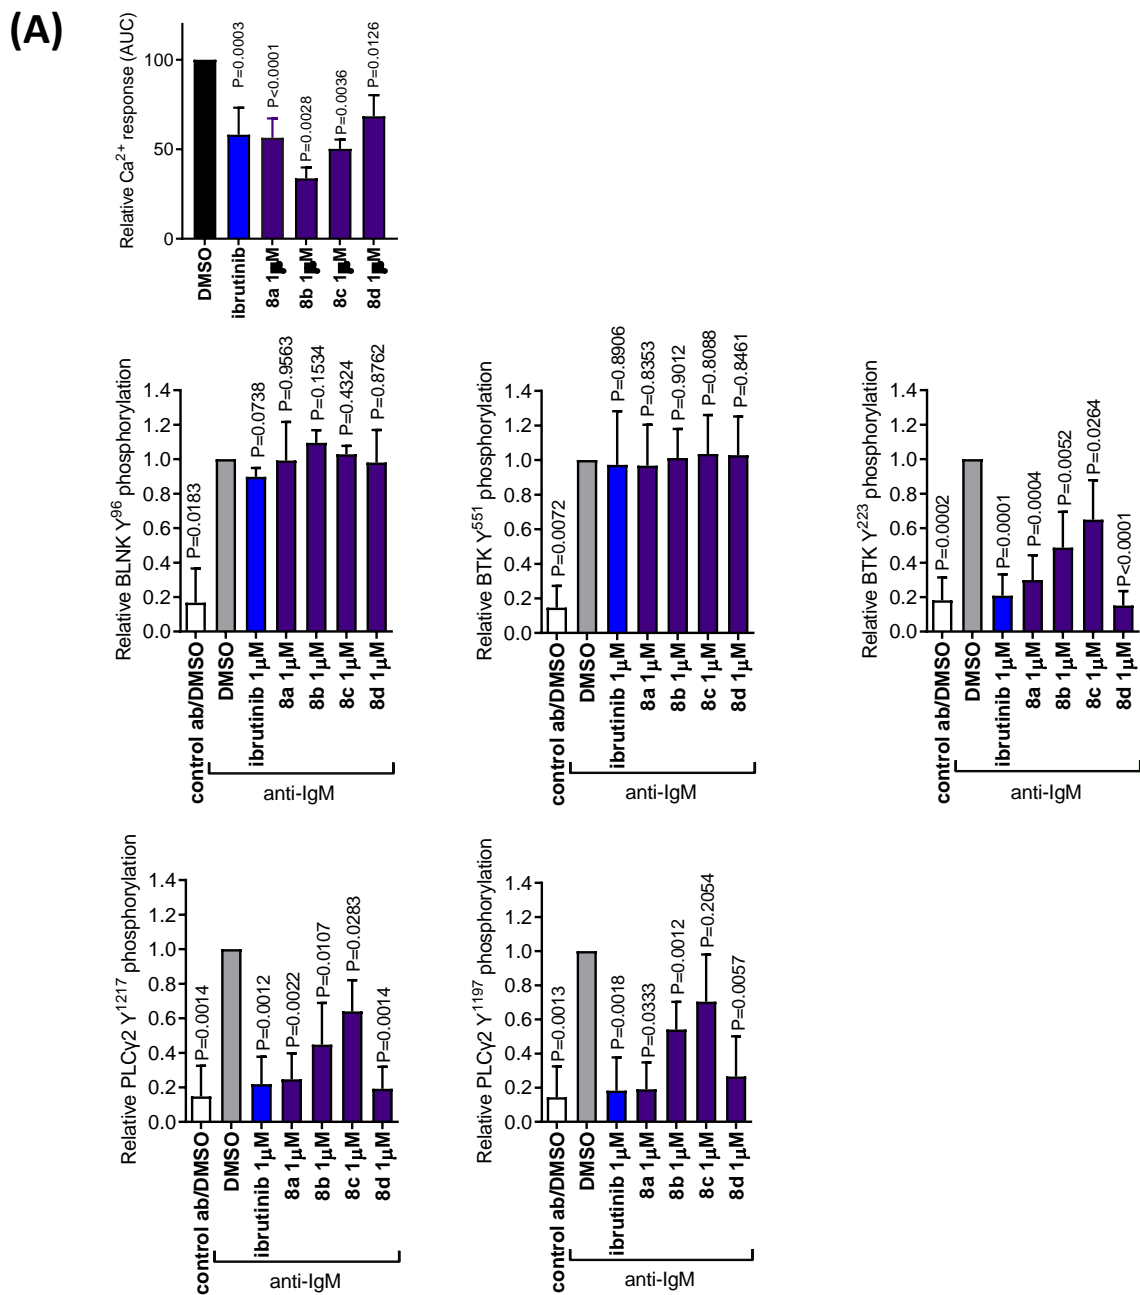 (A)
Relative Ca2+ response (AUC)
100
50
0
P=0.0003
P<0.0001
P=0.0028
P=0.0036
P=0.0126
DMSO
ibrutinib
8a 1µM
8b 1µM
8c 1µM
8d 1µM
Relative BLNK Y96 phosphorylation
1.4
1.2
1.0
0.8
0.6
0.4
0.2
0.0
P=0.0183
P=0.0738
P=0.9563
P=0.1534
P=0.4324
P=0.8762
control ab/DMSO
DMSO
ibrutinib 1µM
8a 1µM
8b 1µM
8c 1µM
8d 1µM
anti-IgM
Relative BTK Y551 phosphorylation
1.4
1.2
1.0
0.8
0.6
0.4
0.2
0.0
P=0.0072
P=0.8906
P=0.8353
P=0.9012
P=0.8088
P=0.8461
control ab/DMSO
DMSO
ibrutinib 1µM
8a 1µM
8b 1µM
8c 1µM
8d 1µM
anti-IgM
Relative BTK Y223 phosphorylation
1.4
1.2
1.0
0.8
0.6
0.4
0.2
0.0
P=0.0002
P=0.0001
P=0.0004
P=0.0052
P=0.0264
P<0.0001
control ab/DMSO
DMSO
ibrutinib 1µM
8a 1µM
8b 1µM
8c 1µM
8d 1µM
anti-IgM
Relative PLCγ2 Y1217 phosphorylation
1.4
1.2
1.0
0.8
0.6
0.4
0.2
0.0
P=0.0014
P=0.0012
P=0.0022
P=0.0107
P=0.0283
P=0.0014
control ab/DMSO
DMSO
ibrutinib 1µM
8a 1µM
8b 1µM
8c 1µM
8d 1µM
anti-IgM
Relative PLCγ2 Y1197 phosphorylation
1.4
1.2
1.0
0.8
0.6
0.4
0.2
0.0
P=0.0013
P=0.0018
P=0.0333
P=0.0012
P=0.2054
P=0.0057
control ab/DMSO
DMSO
ibrutinib 1µM
8a 1µM
8b 1µM
8c 1µM
8d 1µM
anti-IgM